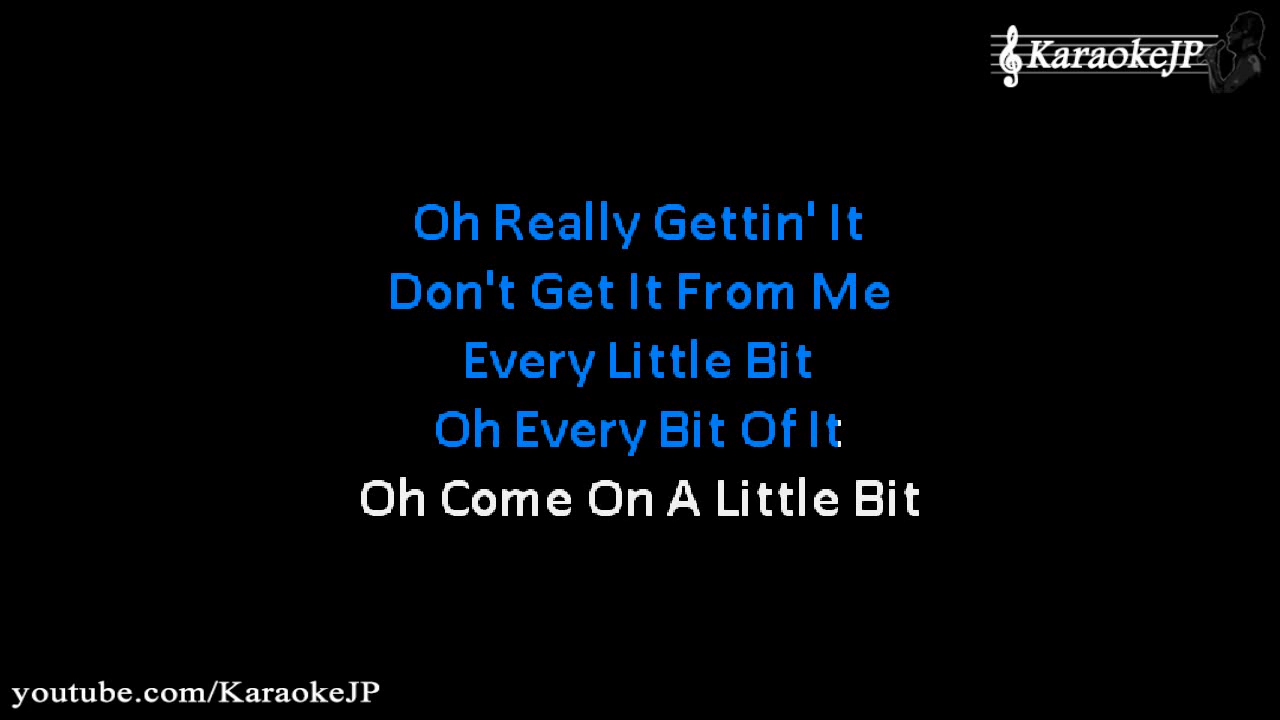 KaraokeJP
Oh Really Gettin' It
Don't Get It From Me
Every Little Bit
Oh Every Bit Of It
Oh Come On A Little Bit
youtube.com/KaraokeJP